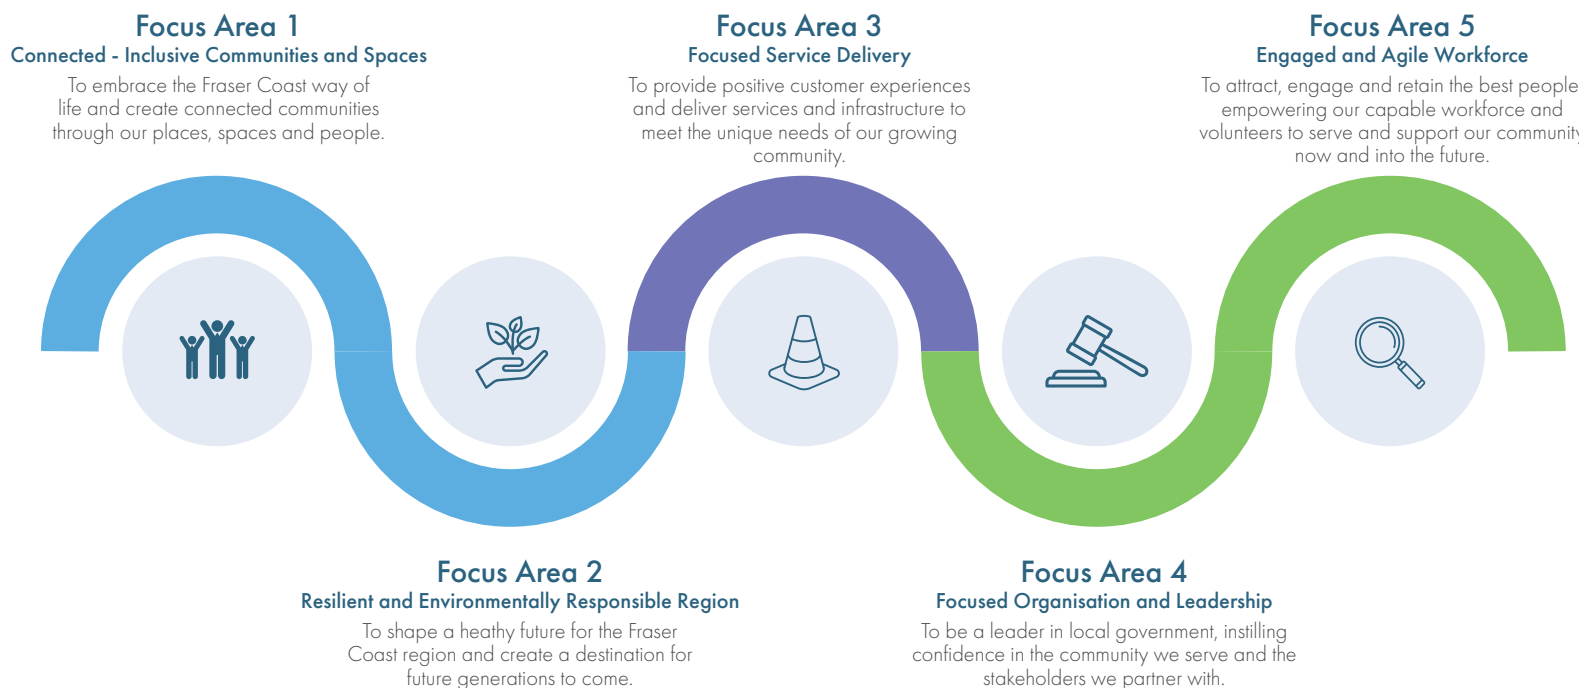 Focus Area 1
Connected - Inclusive Communities and Spaces
To embrace the Fraser Coast way of
life and create connected communities
through our places, spaces and people.
Focus Area 3
Focused Service Delivery
To provide positive customer experiences
and deliver services and infrastructure to
meet the unique needs of our growing
community.
Focus Area 5
Engaged and Agile Workforce
To attract, engage and retain the best people
empowering our capable workforce and
volunteers to serve and support our community
now and into the future.
Focus Area 2
Resilient and Environmentally Responsible Region
To shape a heathy future for the Fraser
Coast region and create a destination for
future generations to come.
Focus Area 4
Focused Organisation and Leadership
To be a leader in local government, instilling
confidence in the community we serve and the
stakeholders we partner with.